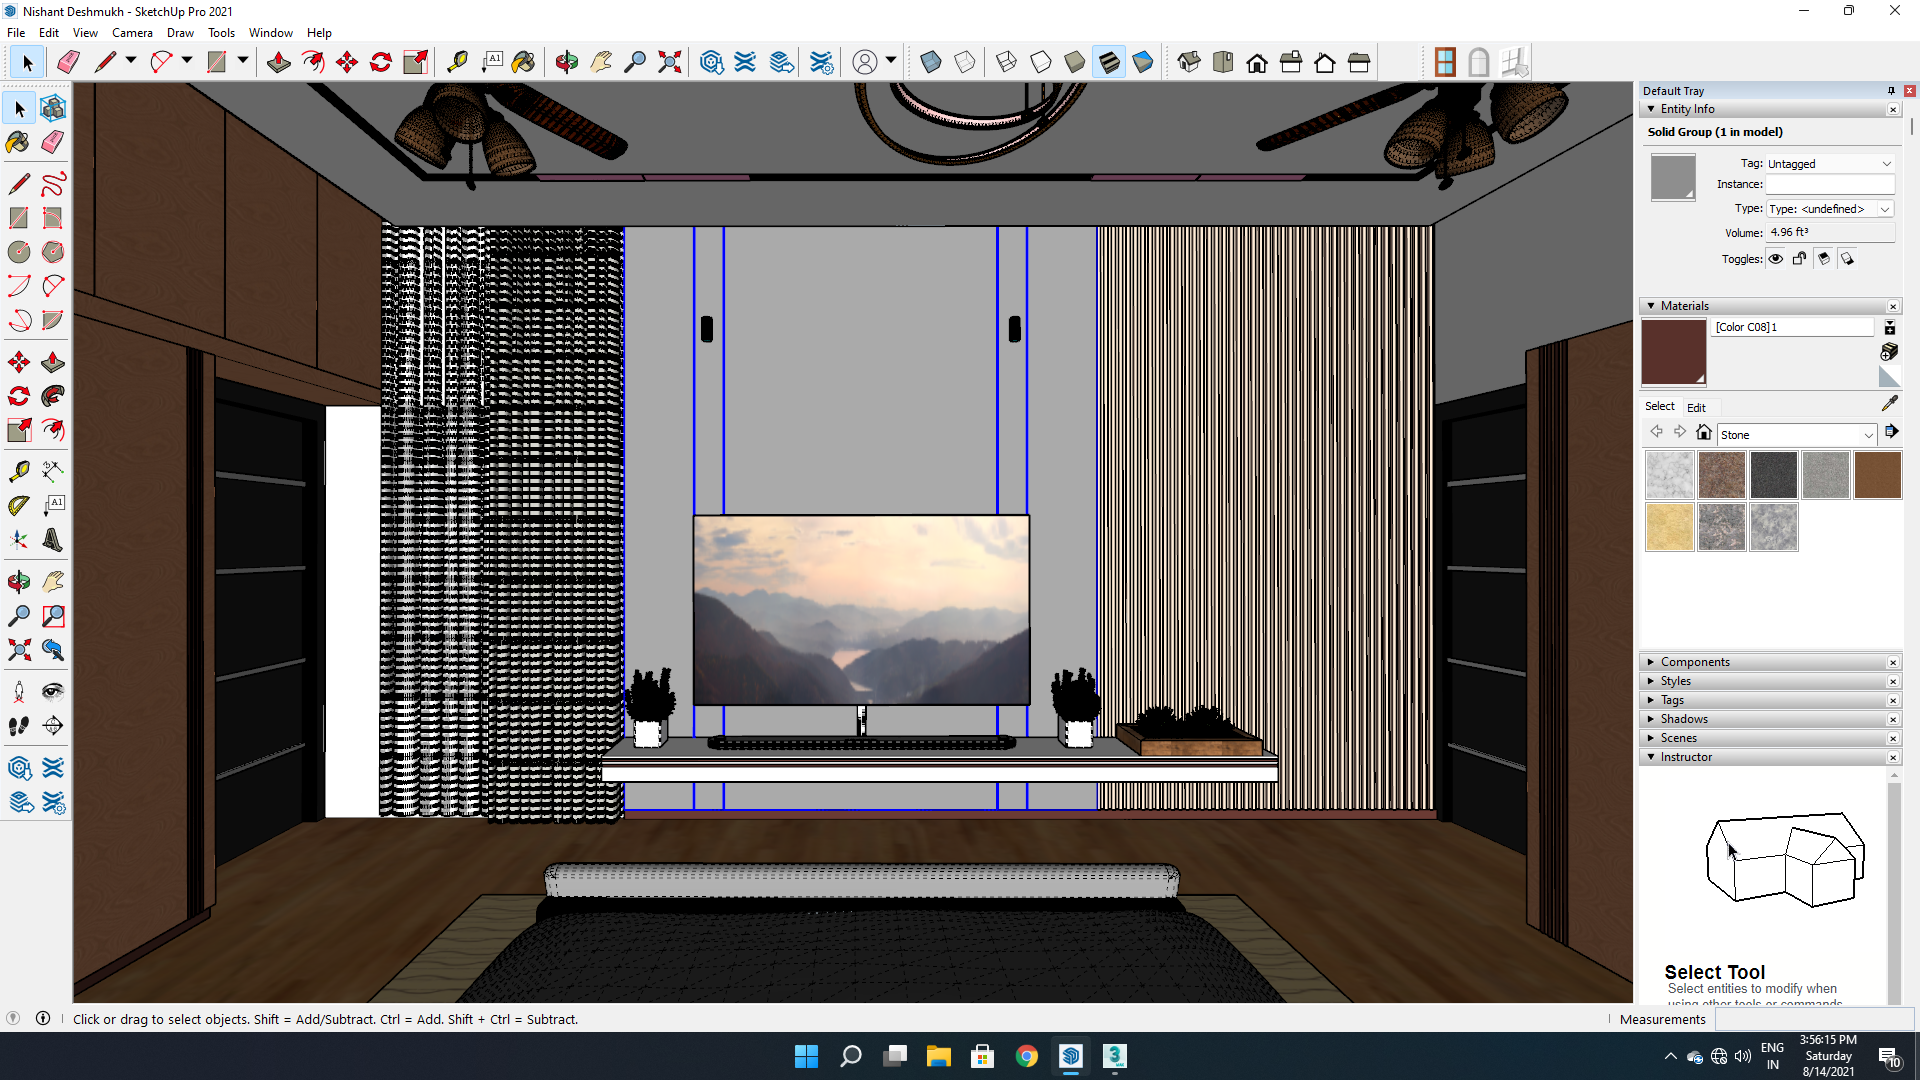 Nishant Deshmukh - SketchUp Pro 2021
File Edit View Camera Draw Tools Window Help
A1
A1
Default Tray
Entity Info
Solid Group (1 in model)
Tag: Untagged
Instance:
Type: Type: <undefined>
Volume: 4.96 ft³
Toggles:
Materials
[Color C08]1
Select Edit
Stone
Components
Styles
Tags
Shadows
Scenes
Instructor
Select Tool
Select entities to modify when
using other tools or commands
Click or drag to select objects. Shift = Add/Subtract. Ctrl = Add. Shift + Ctrl = Subtract.
Measurements
3
ENG
IN
3:56:15 PM
Saturday
8/14/2021
10